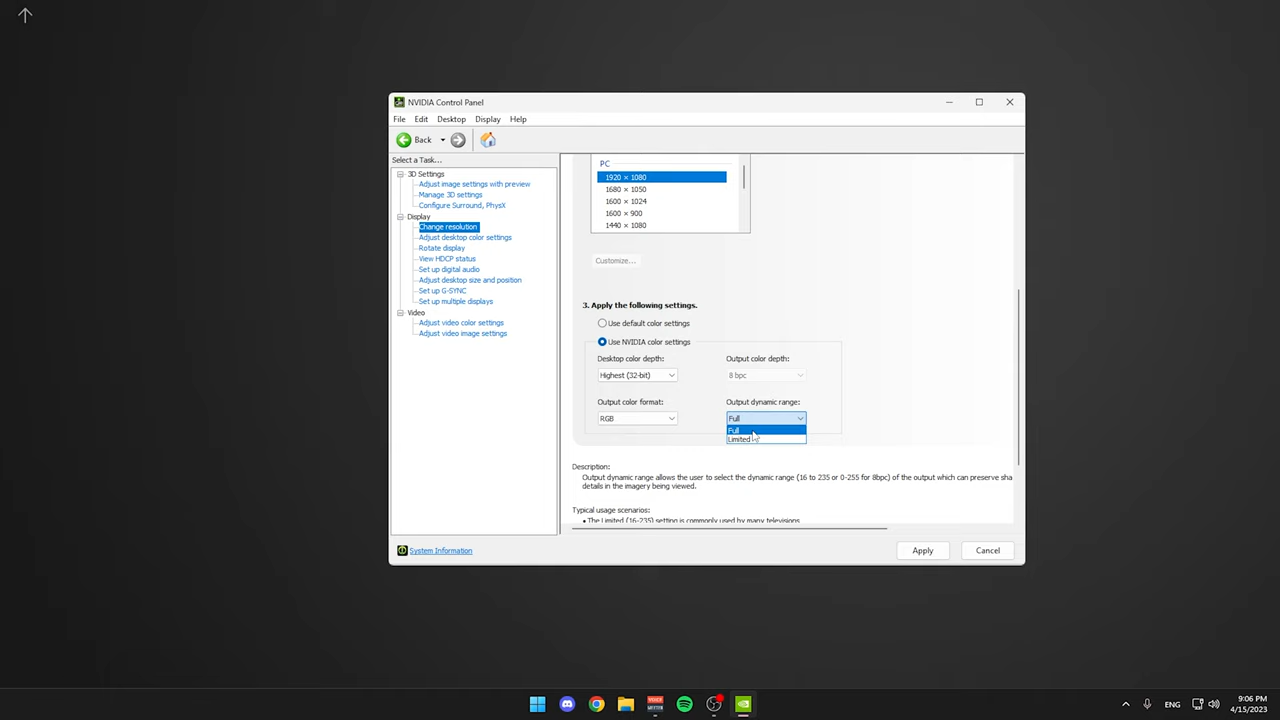 NVIDIA Control Panel
File Edit Desktop Display Help
Back
Select a Task...
3D Settings
Adjust image settings with preview
Manage 3D settings
Configure Surround, PhysX
Display
Change resolution
Adjust desktop color settings
Rotate display
View HDCP status
Set up digital audio
Adjust desktop size and position
Set up G-SYNC
Set up multiple displays
Video
Adjust video color settings
Adjust video image settings
System Information
PC
1920 × 1080
1680 × 1050
1600 × 1024
1600 × 900
1440 × 1080
Customize...
3. Apply the following settings.
Use default color settings
Use NVIDIA color settings
Desktop color depth: Output color depth:
Highest (32-bit) 8 bpc
Output color format: Output dynamic range:
RGB Full
Full
Limited
Description:
Output dynamic range allows the user to select the dynamic range (16 to 235 or 0-255 for 8bpc) of the output which can preserve sha
details in the imagery being viewed.
Typical usage scenarios:
• The Limited (16-235) setting is commonly used by many televisions
Apply Cancel
ENG
9:06 PM
4/15/2023